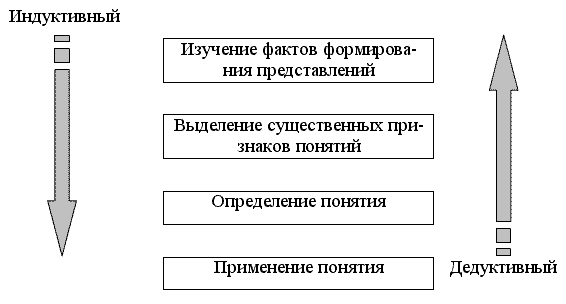 Индуктивный
Изучение фактов формирова-
ния представлений
Выделение существенных при-
знаков понятий
Определение понятия
Применение понятия
Дедуктивный